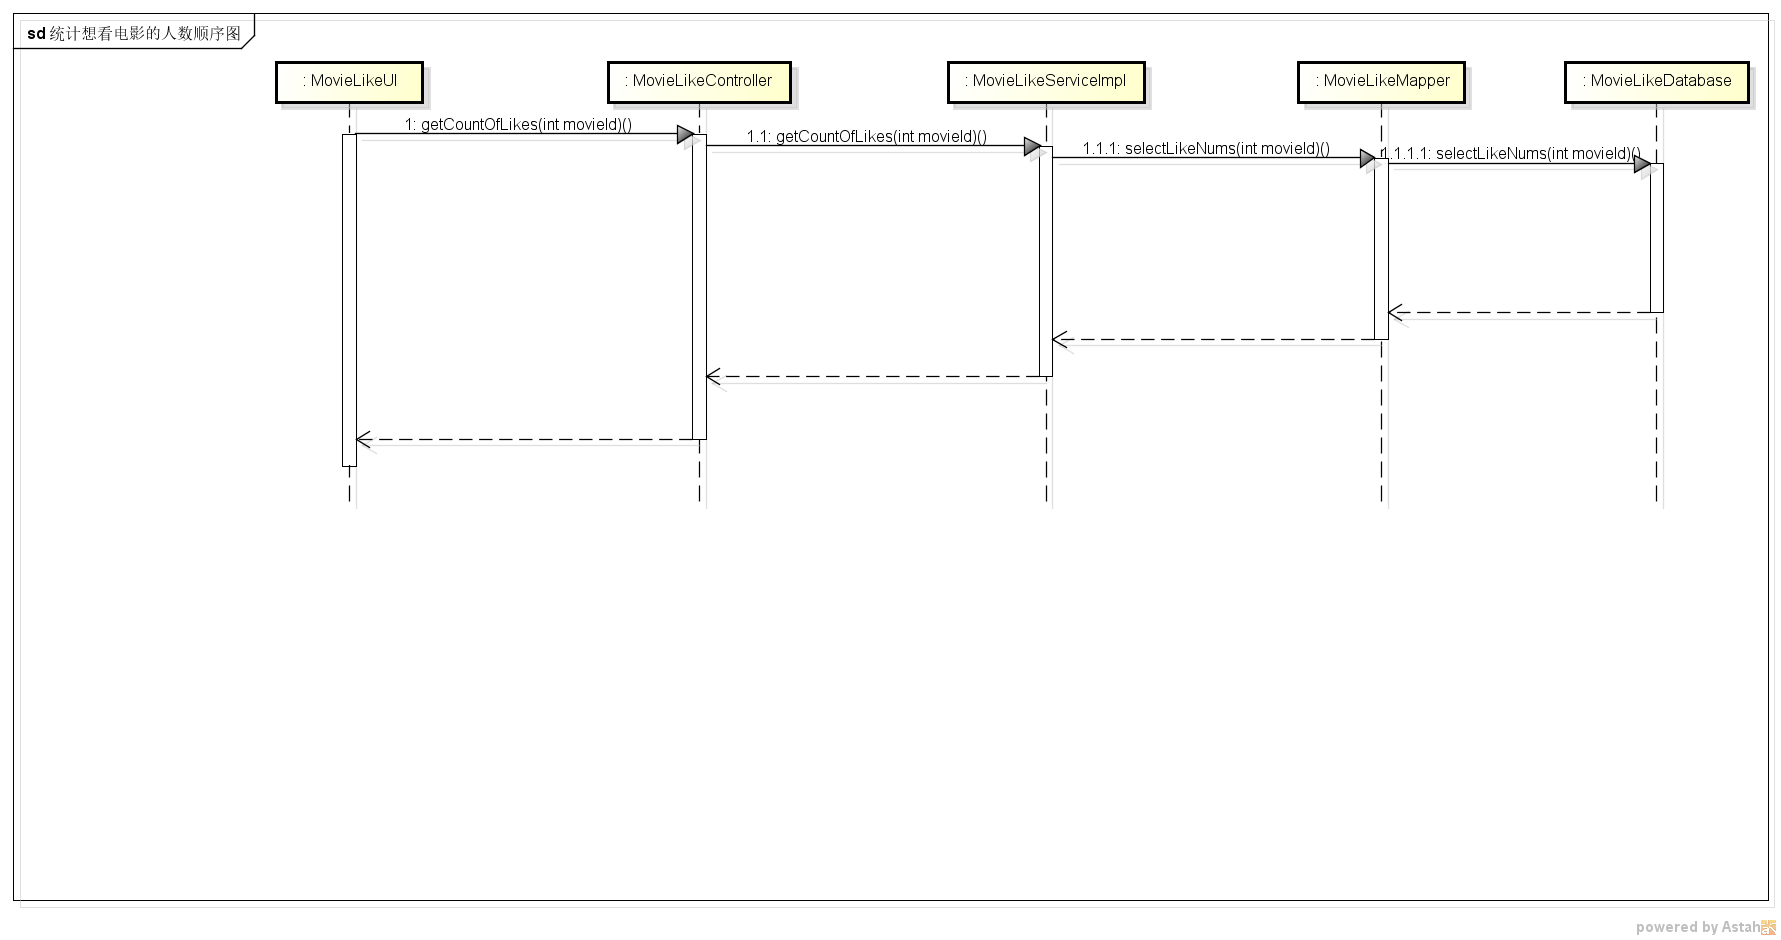 sd 统计想看电影的人数顺序图
: MovieLikeUI
: MovieLikeController
: MovieLikeServiceImpl
: MovieLikeMapper
: MovieLikeDatabase
1: getCountOfLikes(int movieId)()
1.1: getCountOfLikes(int movieId)()
1.1.1: selectLikeNums(int movieId)()
1.1.1.1: selectLikeNums(int movieId)()
powered by Astah